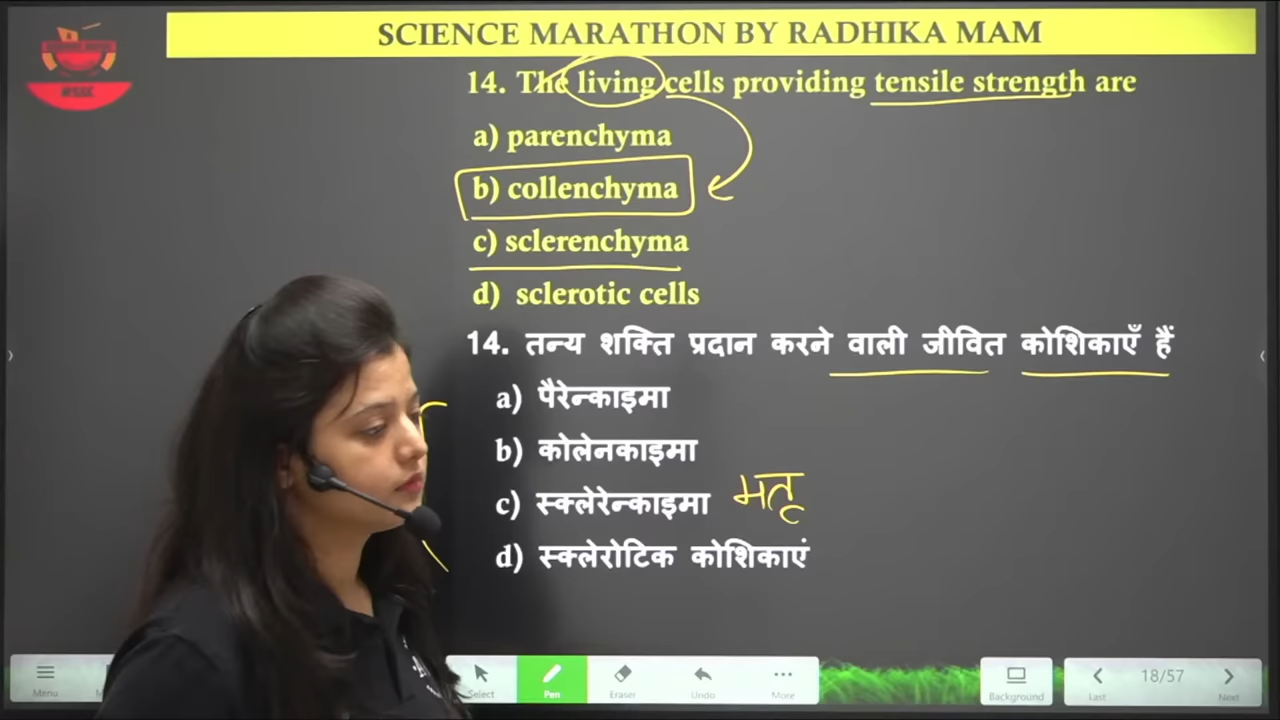 SCIENCE MARATHON BY RADHIKA MAM
14. The living cells providing tensile strength are
a) parenchyma
b) collenchyma
c) sclerenchyma
d) sclerotic cells
14. तन्य शक्ति प्रदान करने वाली जीवित कोशिकाएँ हैं
a) पैरेन्काइमा
b) कोलेनकाइमा
c) स्क्लेरेन्काइमा
d) स्क्लेरोटिक कोशिकाएं
Menu
Select
Pen
Eraser
Undo
More
Background
Last
18/57
Next